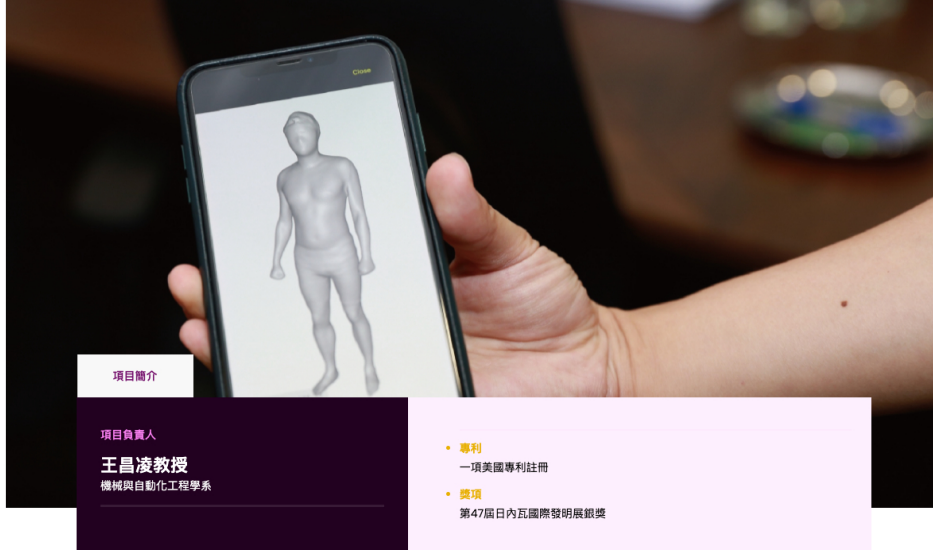 Close
項目簡介
項目負責人
王昌凌教授
機械與自動化工程學系
專利
一項美國專利註冊
獎項
第47屆日內瓦國際發明展銀獎